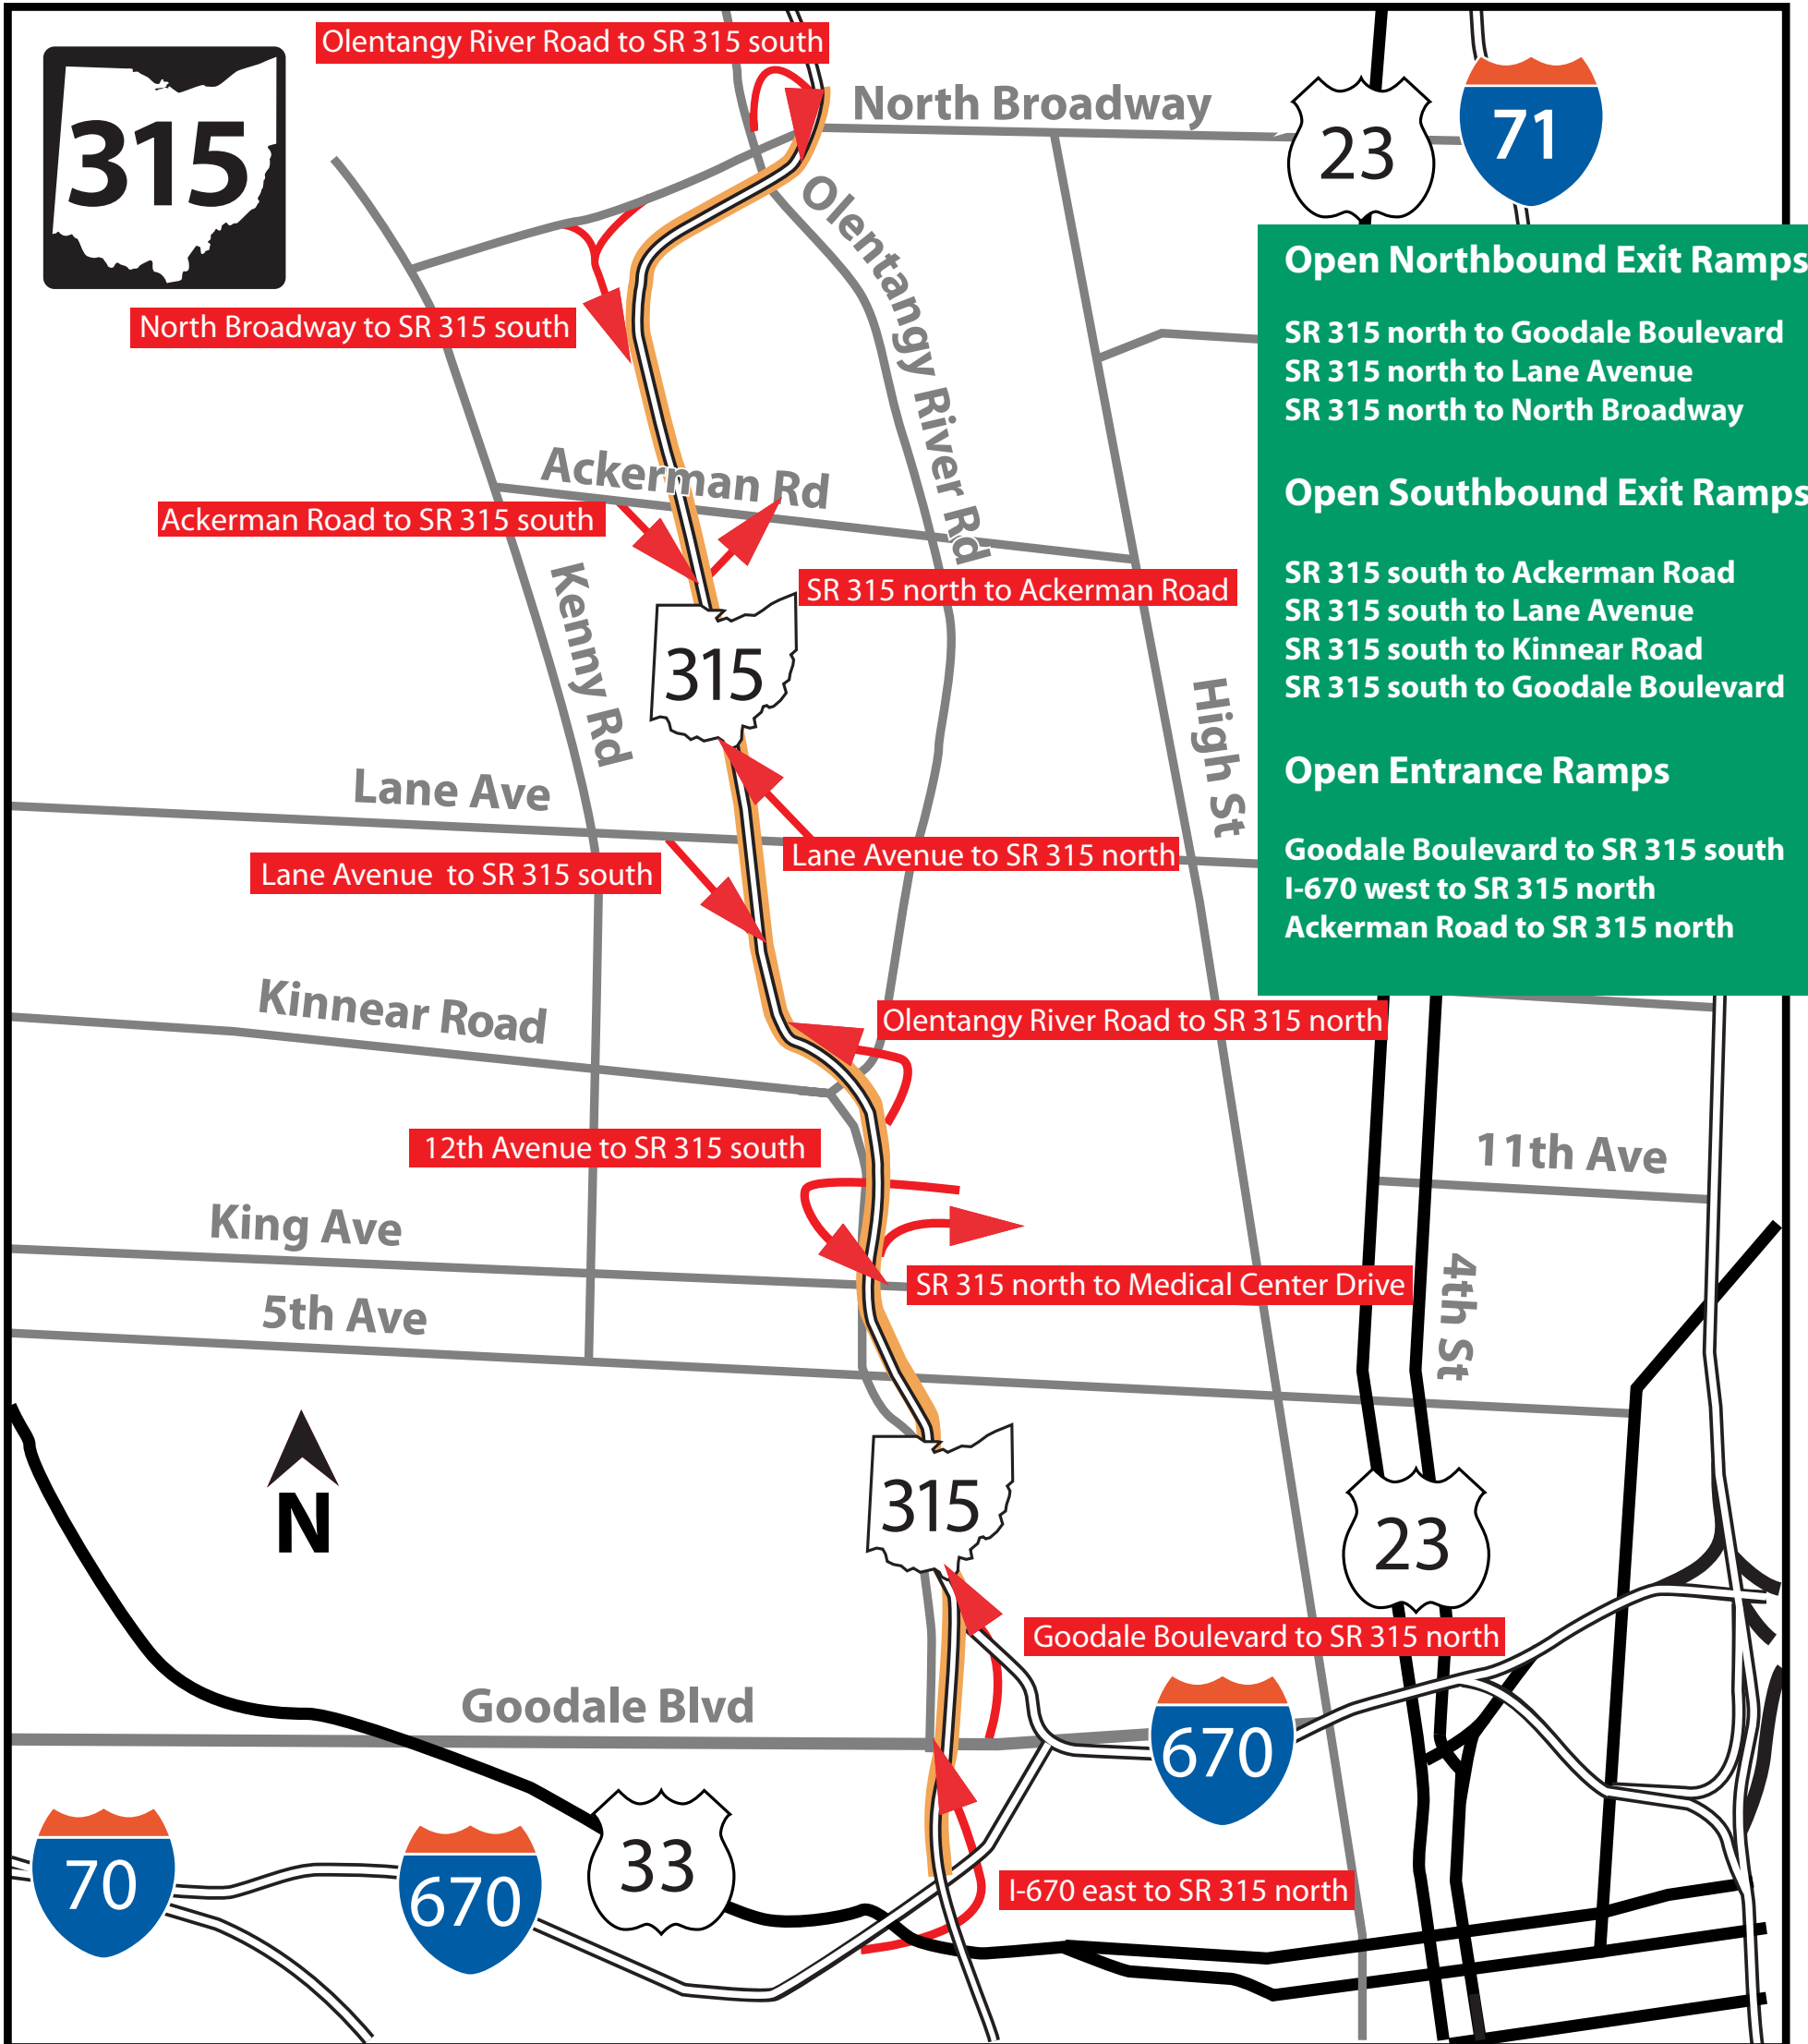 Olentangy River Road to SR 315 south
315
North Broadway
23
71
Olentangy River Rd
North Broadway to SR 315 south
Open Northbound Exit Ramps
SR 315 north to Goodale Boulevard
SR 315 north to Lane Avenue
SR 315 north to North Broadway
Open Southbound Exit Ramps
SR 315 south to Ackerman Road
SR 315 south to Lane Avenue
SR 315 south to Kinnear Road
SR 315 south to Goodale Boulevard
Open Entrance Ramps
Goodale Boulevard to SR 315 south
I-670 west to SR 315 north
Ackerman Road to SR 315 north
Ackerman Rd
Ackerman Road to SR 315 south
SR 315 north to Ackerman Road
Kenny Rd
315
High St
Lane Ave
Lane Avenue to SR 315 north
Lane Avenue to SR 315 south
Kinnear Road
Olentangy River Road to SR 315 north
12th Avenue to SR 315 south
11th Ave
King Ave
SR 315 north to Medical Center Drive
5th Ave
4th St
N
315
23
Goodale Boulevard to SR 315 north
Goodale Blvd
670
70
670
33
I-670 east to SR 315 north